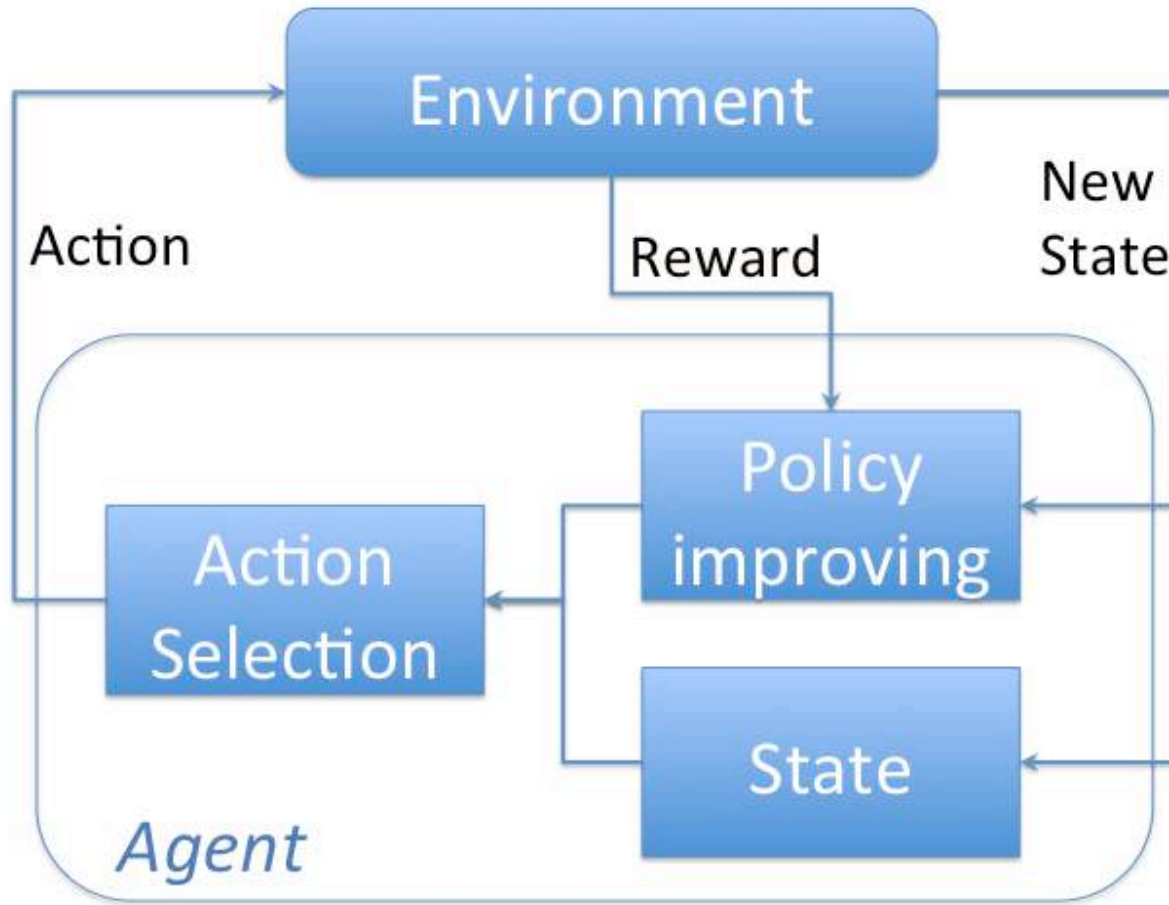 Environment
Action
Reward
New
State
Policy
improving
Action
Selection
State
Agent